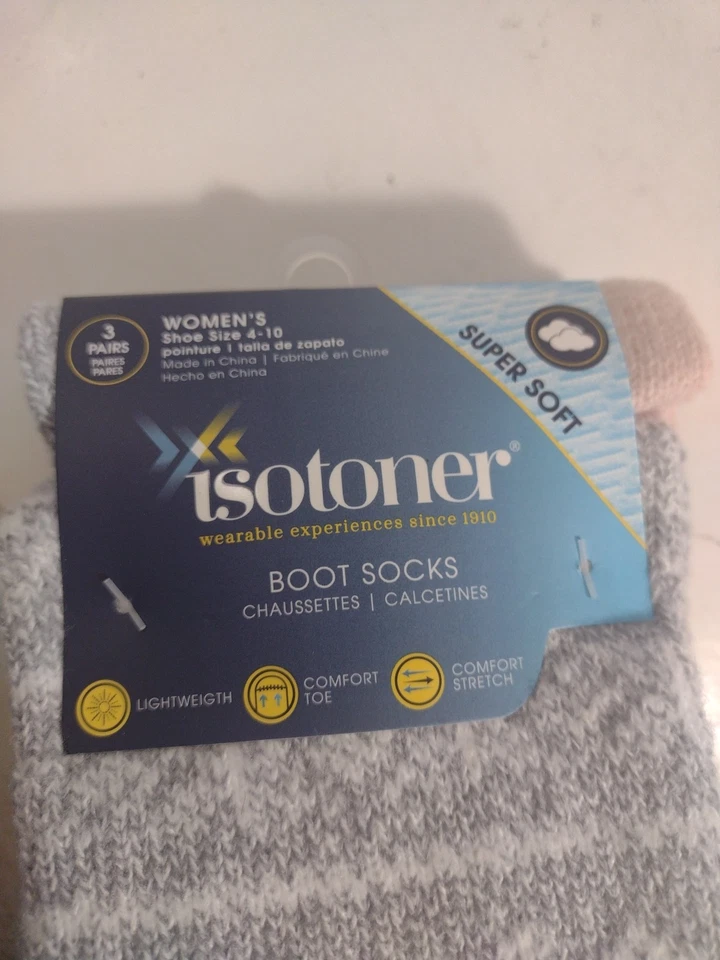 3
PAIRS
PAIRES
PARES
WOMEN'S
Shoe Size 4-10
pointure | talla de zapato
Made in China | Fabriqué en Chine
Hecho en China
SUPER SOFT
isotoner®
wearable experiences since 1910
BOOT SOCKS
CHAUSSETTES | CALCETINES
LIGHTWEIGTH
COMFORT
TOE
COMFORT
STRETCH